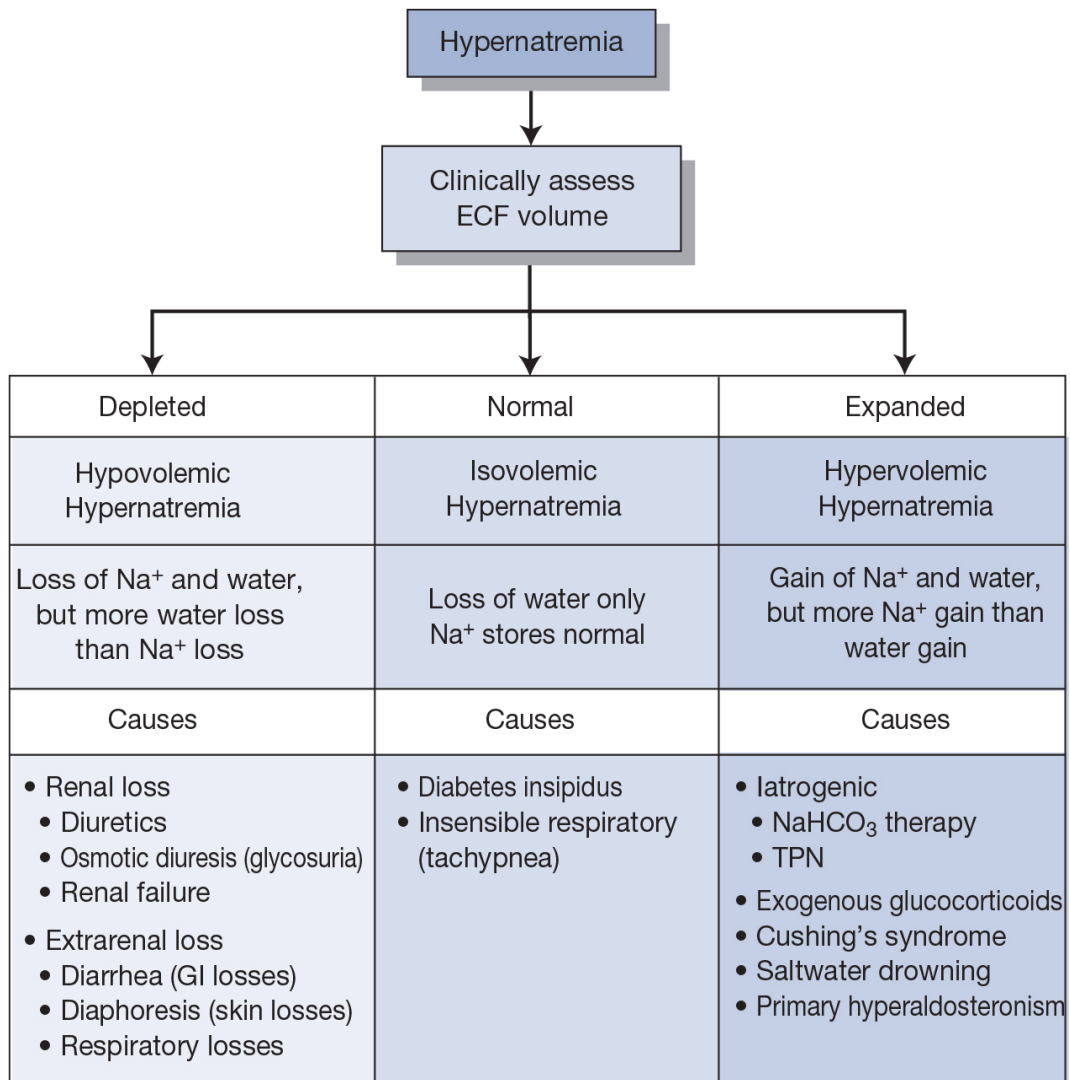 Hypernatremia
Clinically assess
ECF volume
Depleted
Normal
Expanded
Hypovolemic
Hypernatremia
Isovolemic
Hypernatremia
Hypervolemic
Hypernatremia
Loss of Na⁺ and water,
but more water loss
than Na⁺ loss
Loss of water only
Na⁺ stores normal
Gain of Na⁺ and water,
but more Na⁺ gain than
water gain
Causes
Causes
Causes
• Renal loss
• Diuretics
• Osmotic diuresis (glycosuria)
• Renal failure
• Extrarenal loss
• Diarrhea (GI losses)
• Diaphoresis (skin losses)
• Respiratory losses
• Diabetes insipidus
• Insensible respiratory
(tachypnea)
• Iatrogenic
• NaHCO₃ therapy
• TPN
• Exogenous glucocorticoids
• Cushing’s syndrome
• Saltwater drowning
• Primary hyperaldosteronism